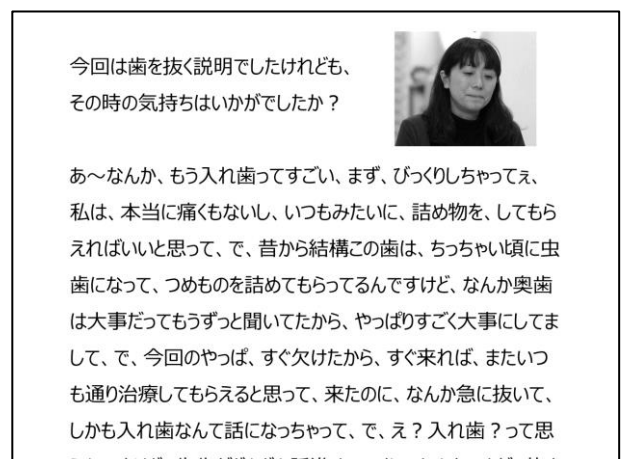 今回は歯を抜く説明でしたけれども、
その時の気持ちはいかがでしたか？
あ～なんか、もう入れ歯ってすごい、まず、びっくりしちゃってぇ、
私は、本当に痛くもないし、いつもみたいに、詰め物を、してもら
えればいいと思って、で、昔から結構この歯は、ちっちゃい頃に虫
歯になって、つめものを詰めてもらってるんですけど、なんか奥歯
は大事だってもうずっと聞いてたから、やっぱりすごく大事にしてま
して、で、今回のやっぱ、すぐ欠けたから、すぐ来れば、またいつ
も通り治療してもらえると思って、来たのに、なんか急に抜いて、
しかも入れ歯なんて話になっちゃって、で、え？入れ歯？って思